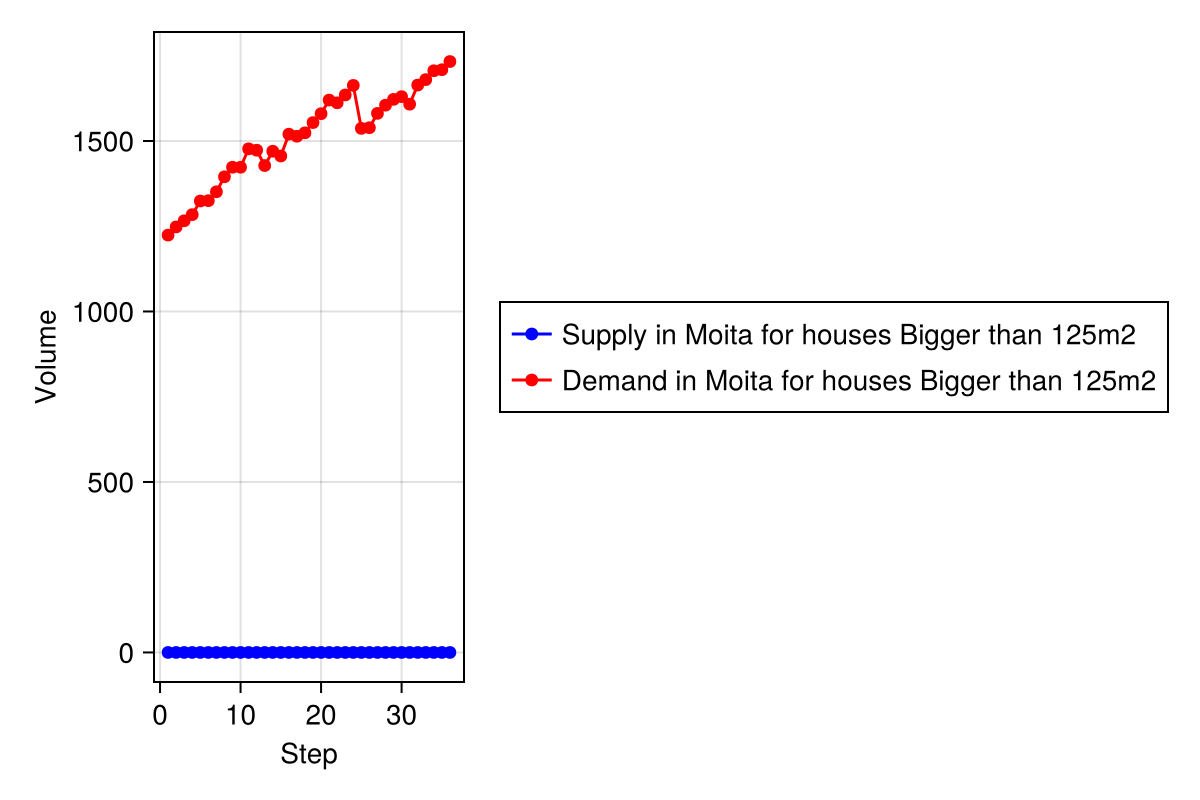 Volume
1500
1000
500
0
0 10 20 30
Step
Supply in Moita for houses Bigger than 125m2
Demand in Moita for houses Bigger than 125m2